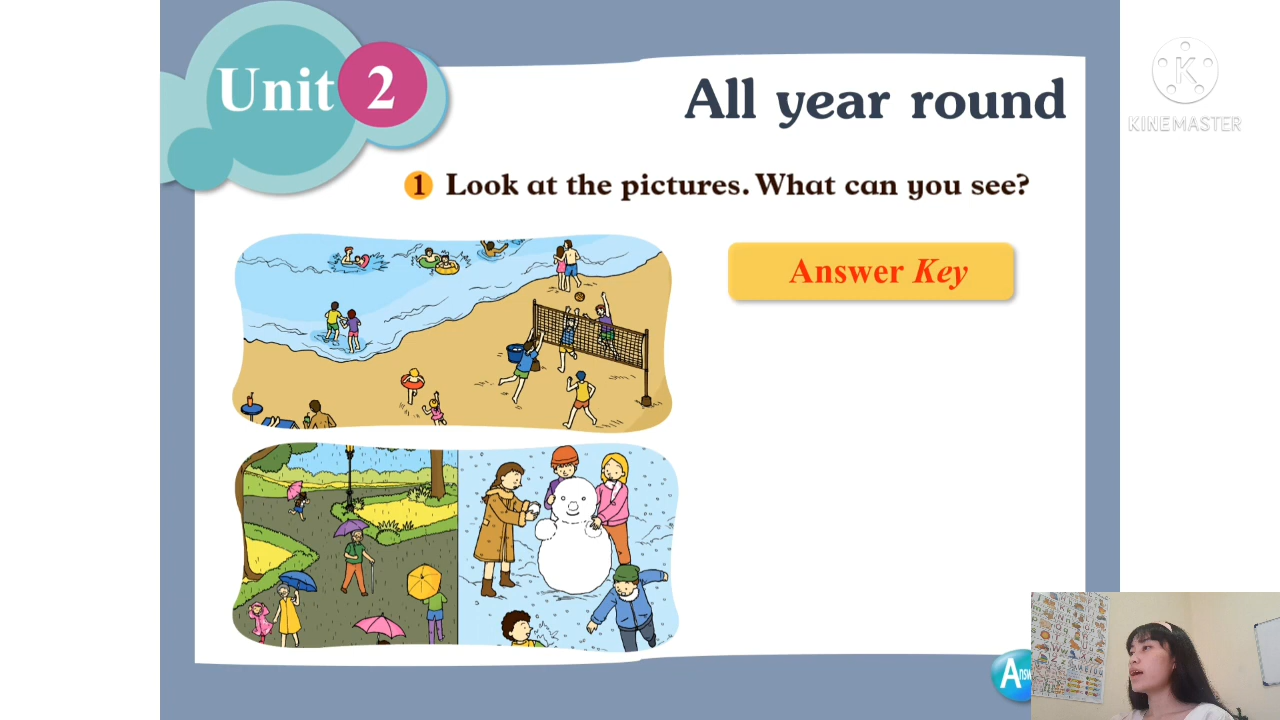 Unit 2
All year round
1 Look at the pictures. What can you see?
Answer Key
K
KINEMASTER